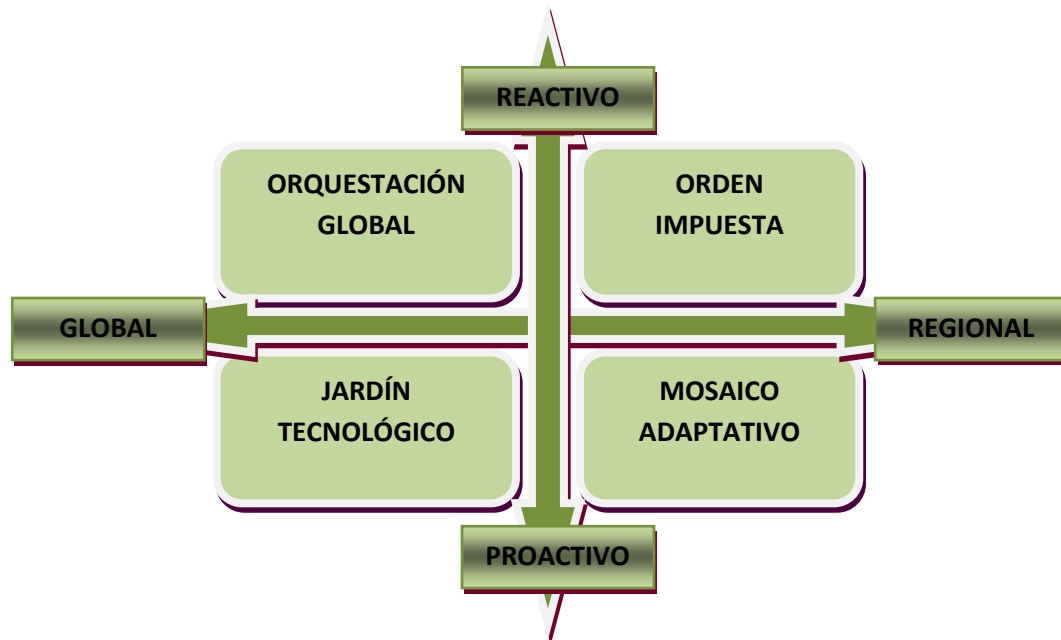 REACTIVO
ORQUESTACIÓN
GLOBAL
ORDEN
IMPUESTA
GLOBAL
REGIONAL
JARDÍN
TECNOLÓGICO
MOSAICO
ADAPTATIVO
PROACTIVO